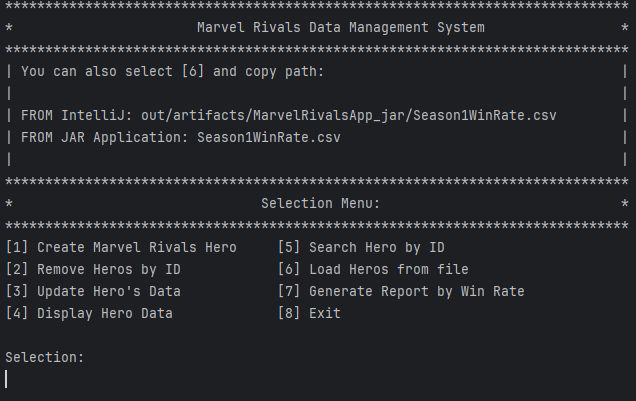 ******************************************************************************
* Marvel Rivals Data Management System *
******************************************************************************
| You can also select [6] and copy path: |
| |
| FROM IntelliJ: out/artifacts/MarvelRivalsApp_jar/Season1WinRate.csv |
| FROM JAR Application: Season1WinRate.csv |
| |
******************************************************************************
* Selection Menu: *
******************************************************************************
[1] Create Marvel Rivals Hero [5] Search Hero by ID
[2] Remove Heros by ID [6] Load Heros from file
[3] Update Hero's Data [7] Generate Report by Win Rate
[4] Display Hero Data [8] Exit
Selection: